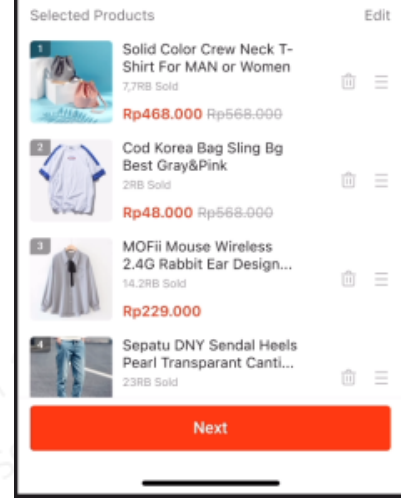 Selected Products Edit
1
Solid Color Crew Neck T-
Shirt For MAN or Women
7,7RB Sold
Rp468.000 Rp568.000
2
Cod Korea Bag Sling Bg
Best Gray&Pink
2RB Sold
Rp48.000 Rp568.000
3
MOFii Mouse Wireless
2.4G Rabbit Ear Design...
14.2RB Sold
Rp229.000
4
Sepatu DNY Sendal Heels
Pearl Transparant Canti...
23RB Sold
Next